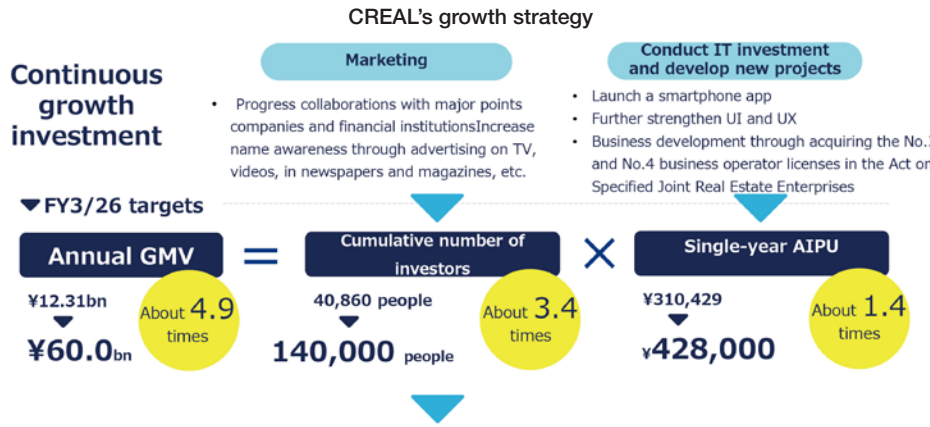 CREAL's growth strategy
Continuous
growth
investment
Marketing
• Progress collaborations with major points
companies and financial institutionsIncrease
name awareness through advertising on TV,
videos, in newspapers and magazines, etc.
Conduct IT investment
and develop new projects
• Launch a smartphone app
• Further strengthen UI and UX
• Business development through acquiring the No.
and No.4 business operator licenses in the Act
Specified Joint Real Estate Enterprises
▼FY3/26 targets
Annual GMV
=
Cumulative number of
investors
×
Single-year AIPU
¥12.31bn
¥60.0bn
About 4.9
times
40,860 people
140,000 people
About 3.4
times
¥310,429
¥428,000
About 1.4
times